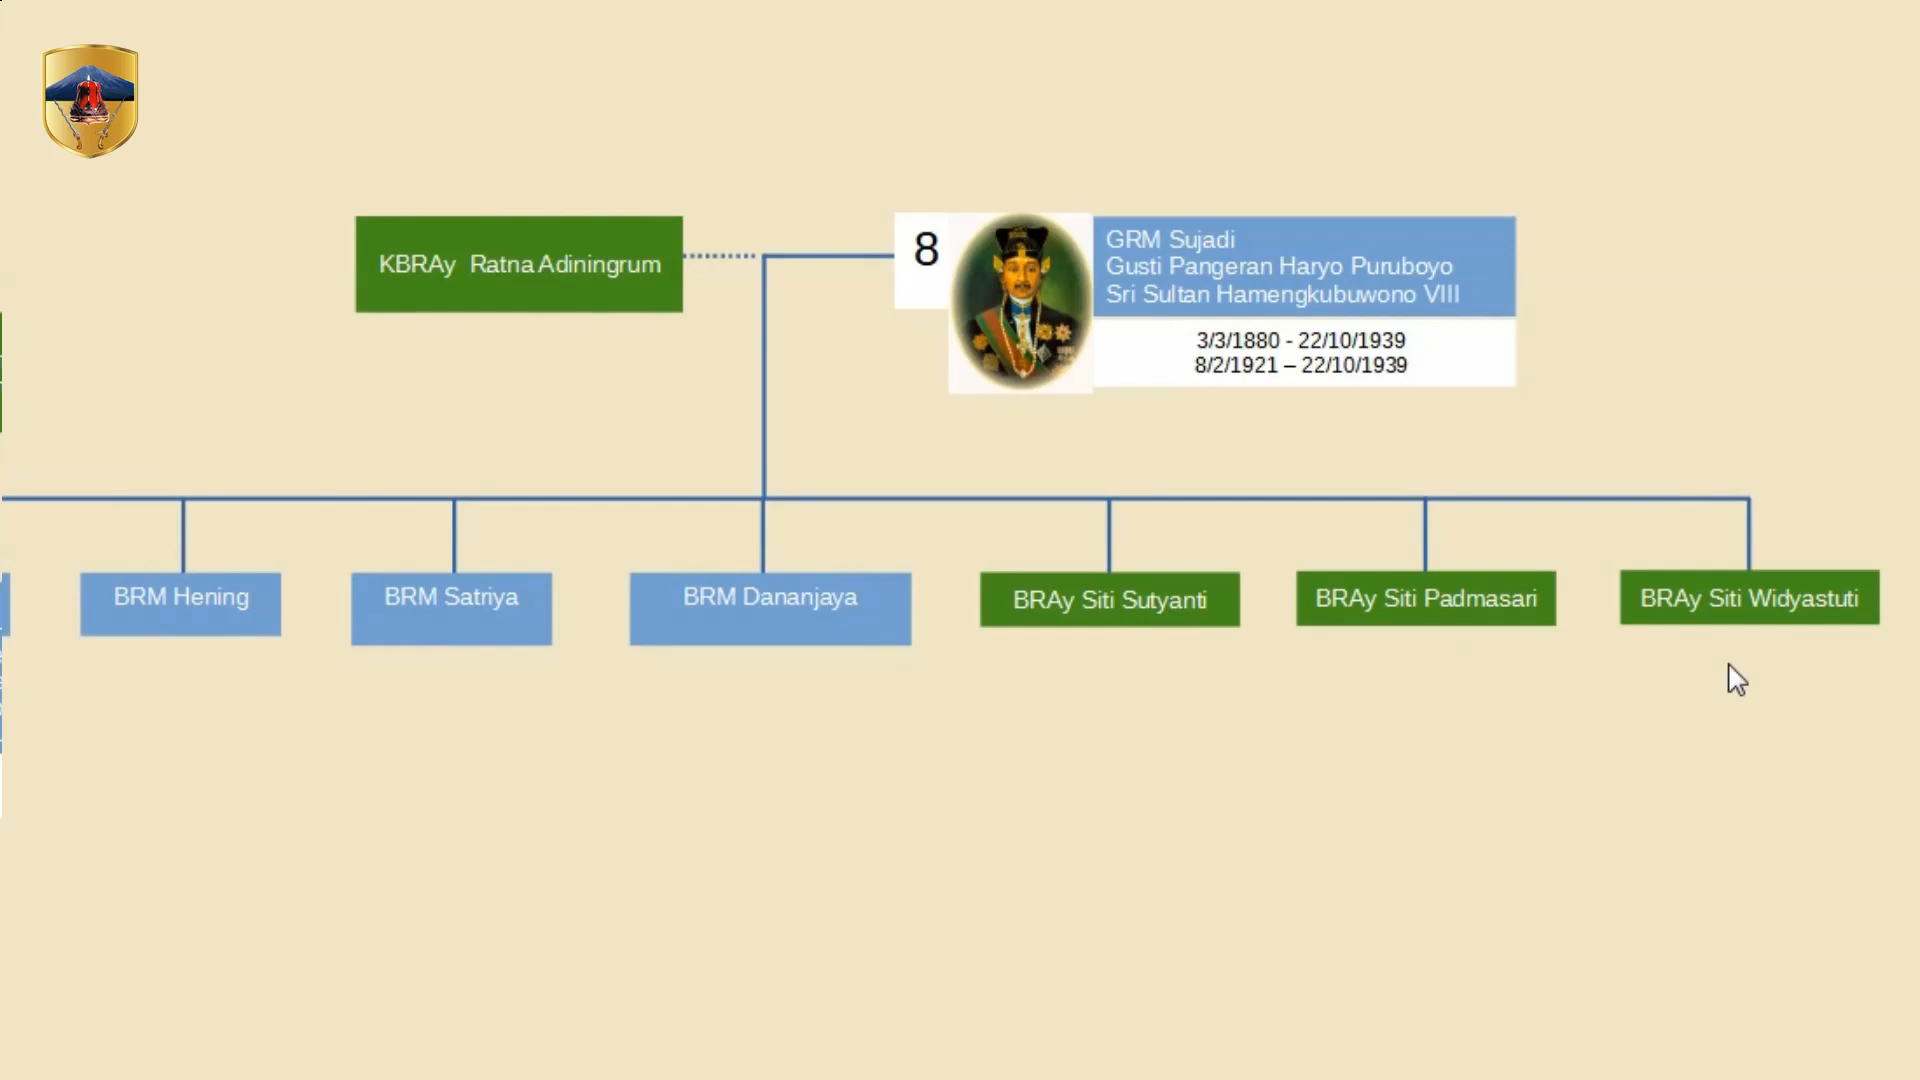 KBRAy Ratna Adiningrum
8
GRM Sujadi
Gusti Pangeran Haryo Puruboyo
Sri Sultan Hamengkubuwono VIII
3/3/1880 - 22/10/1939
8/2/1921 – 22/10/1939
BRM Hening
BRM Satriya
BRM Dananjaya
BRAy Siti Sutyanti
BRAy Siti Padmasari
BRAy Siti Widyastuti